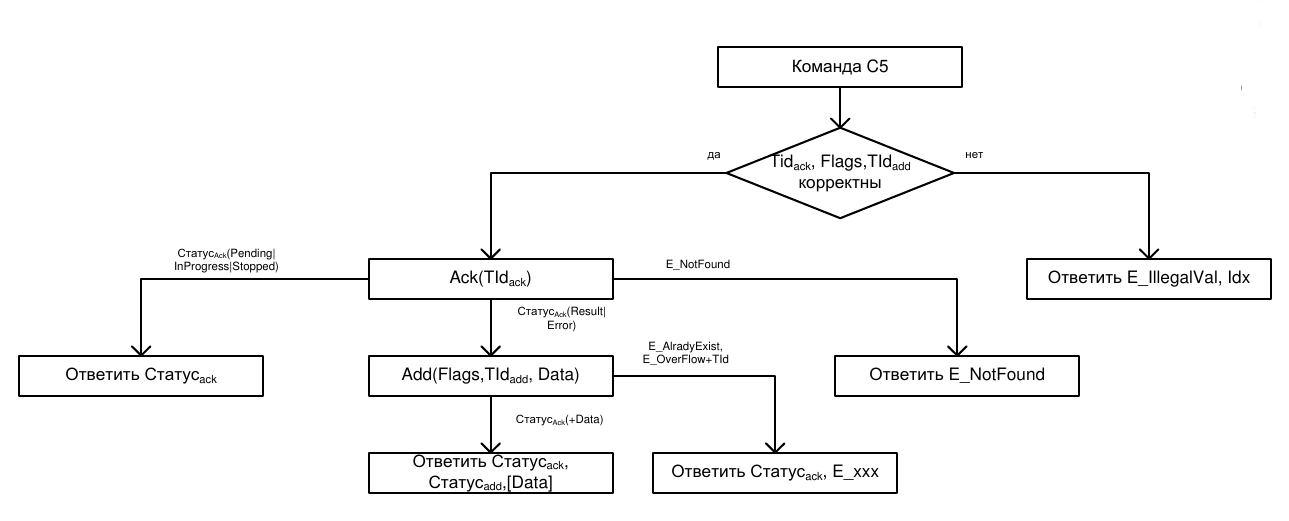 Команда C5
да
Tidack, Flags,TIdadd
корректны
нет
СтатусAck(Pending|
InProgress|Stopped)
Ack(TIdack)
E_NotFound
Ответить E_IllegalVal, Idx
СтатусAck(Result|
Error)
Ответить Статусack
Add(Flags,TIdadd, Data)
E_AlradyExist,
E_OverFlow+TId
Ответить E_NotFound
СтатусAck(+Data)
Ответить Статусack,
Статусadd,[Data]
Ответить Статусack, E_xxx